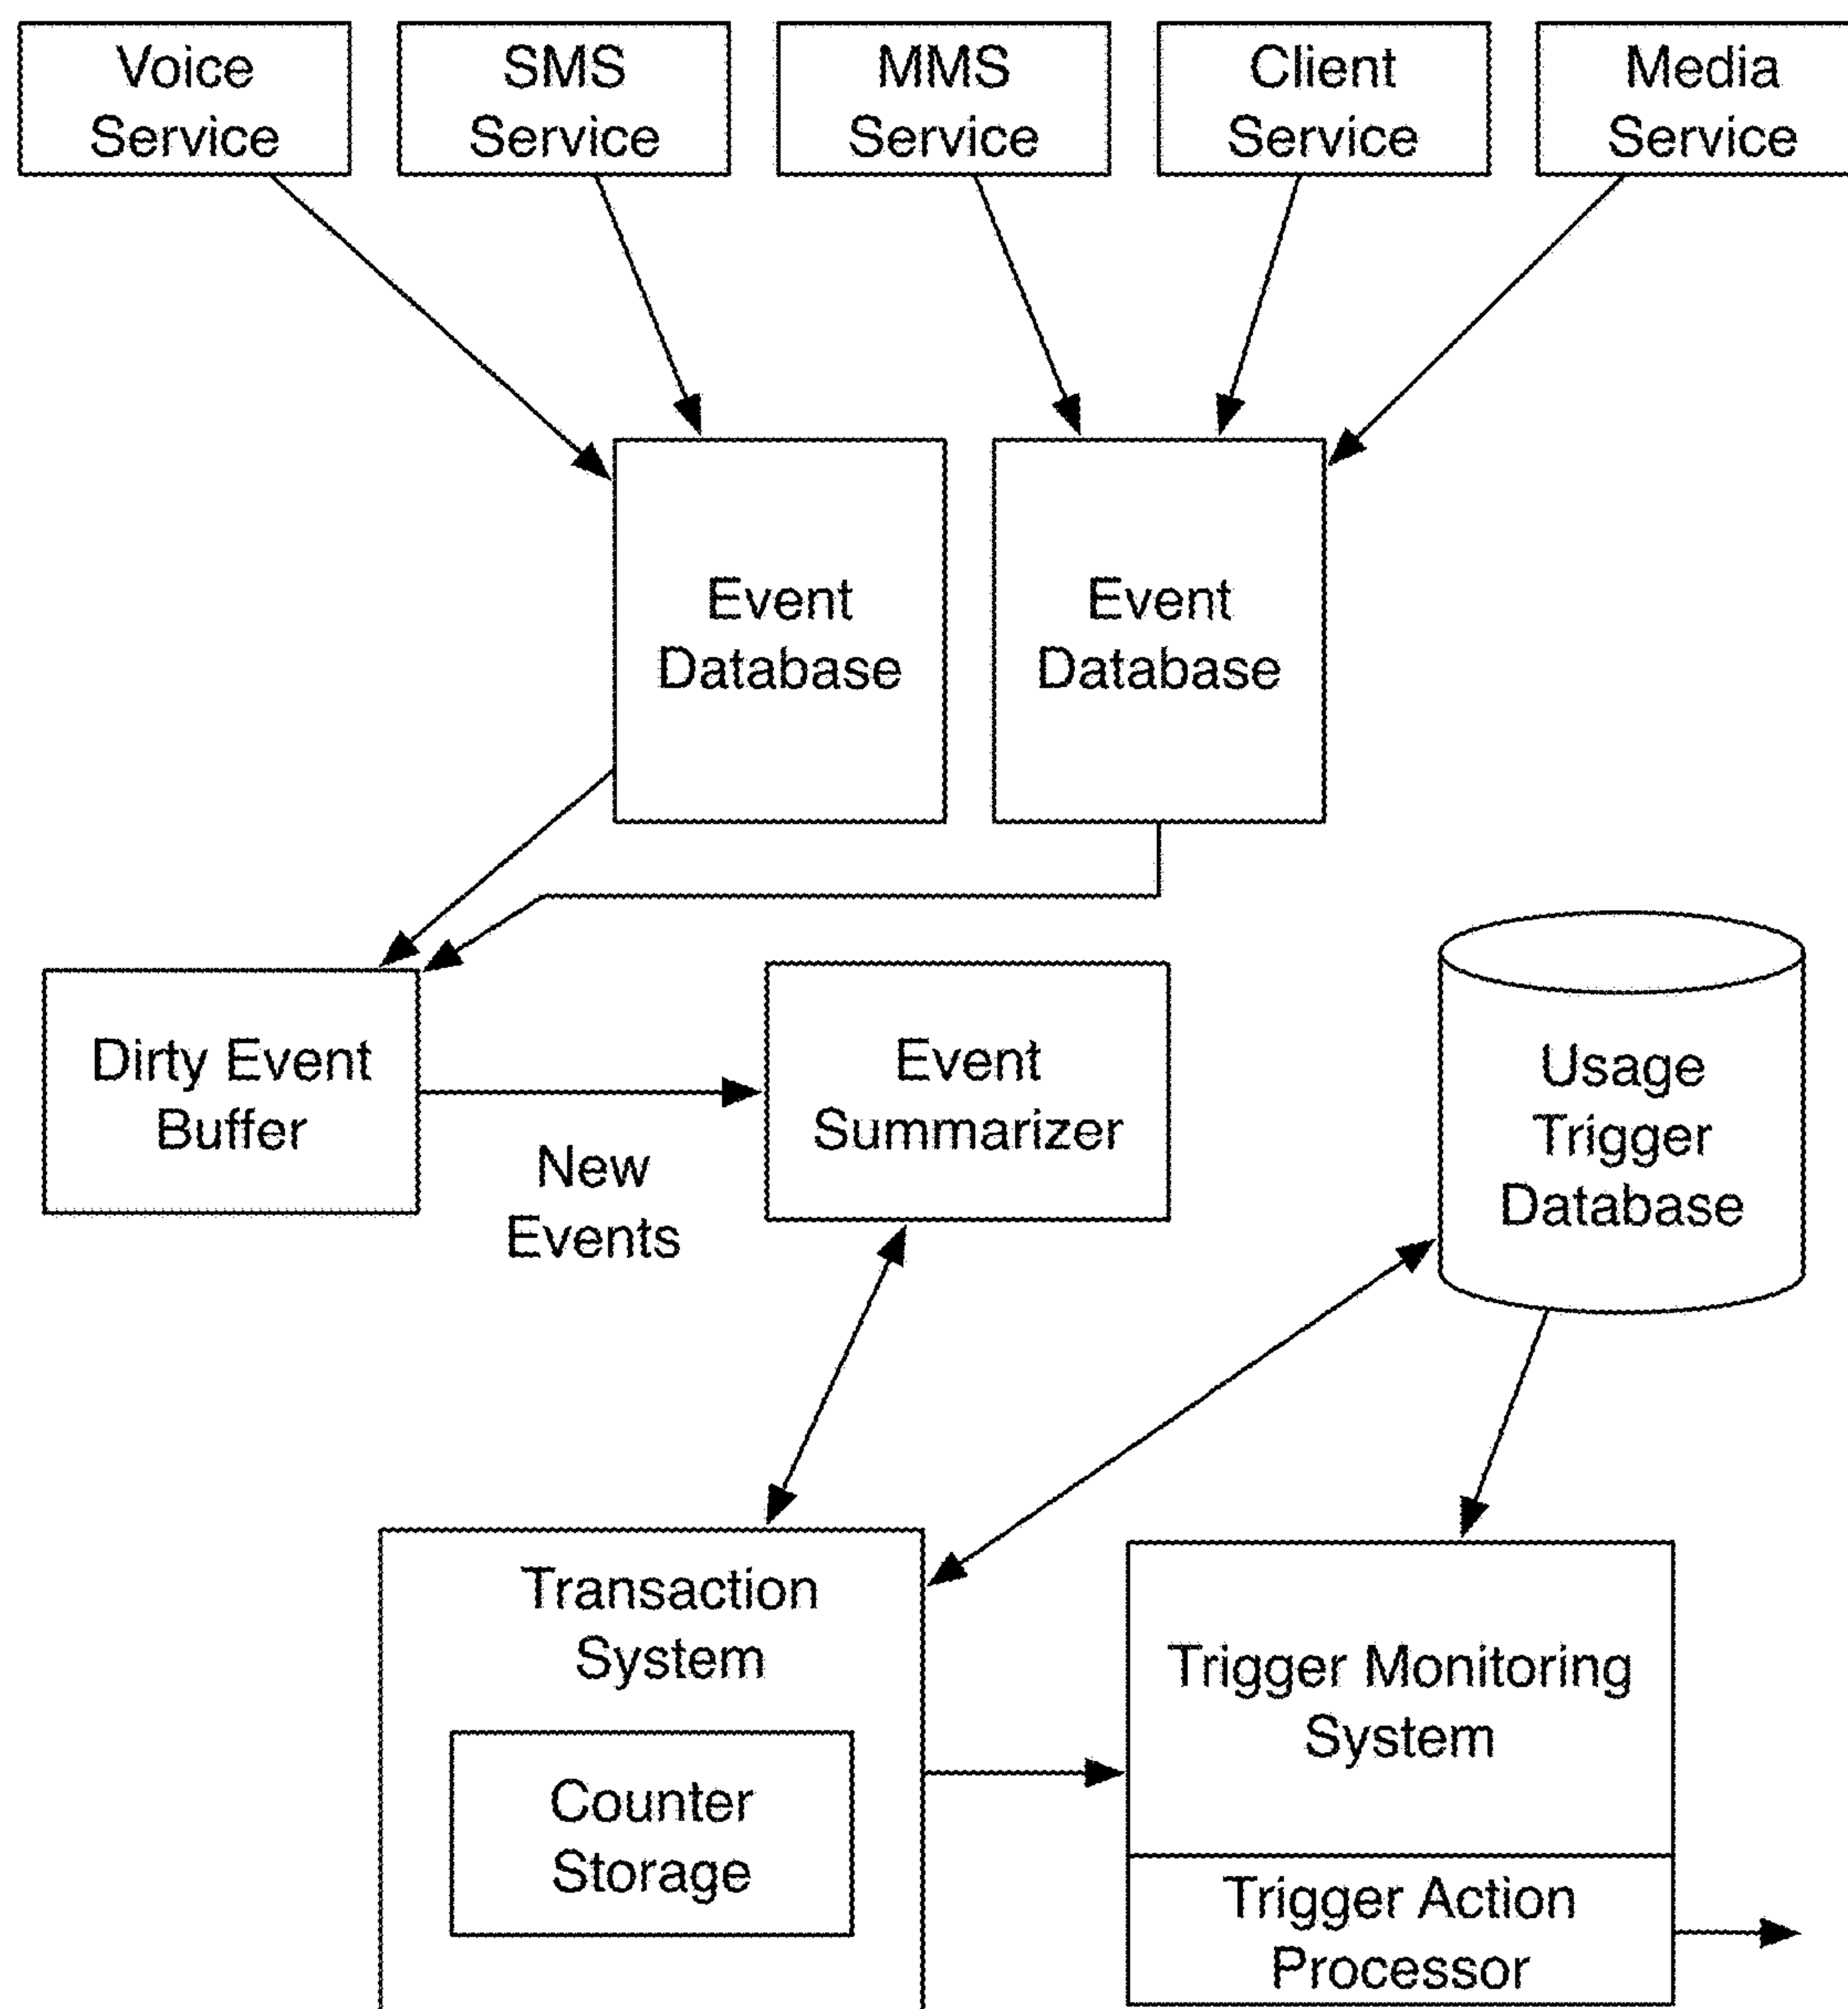 Voice
Service
SMS
Service
MMS
Service
Client
Service
Media
Service
Event
Database
Event
Database
Dirty Event
Buffer
New
Events
Event
Summarizer
Usage
Trigger
Database
Transaction
System
Counter
Storage
Trigger Monitoring
System
Trigger Action
Processor